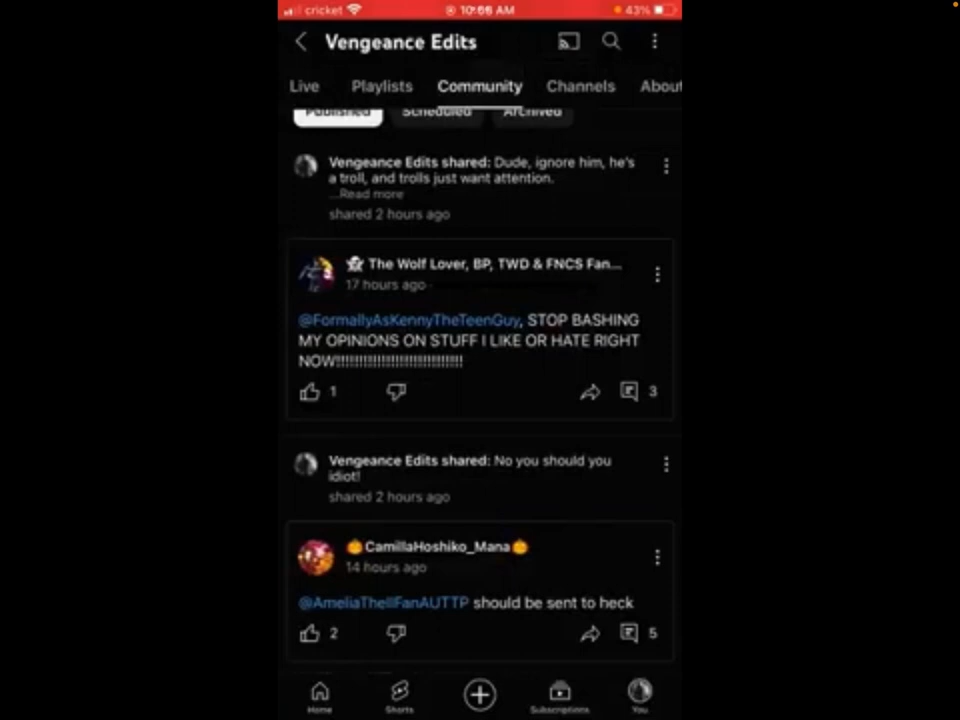 cricket 10:66 AM 43%
Vengeance Edits
Live Playlists Community Channels About
Published Scheduled Archived
Vengeance Edits shared: Dude, ignore him, he's
a troll, and trolls just want attention.
...Read more
shared 2 hours ago
The Wolf Lover, BP, TWD & FNCS Fan...
17 hours ago
@FormallyAsKennyTheTeenGuy, STOP BASHING
MY OPINIONS ON STUFF I LIKE OR HATE RIGHT
NOW!!!!!!!!!!!!!!!!!!!!!!!!!!!!!!
1 3
Vengeance Edits shared: No you should you
idiot!
shared 2 hours ago
🎃CamillaHoshiko_Mana🎃
14 hours ago
@AmeliaTheIIFanAUTTP should be sent to heck
2 5
Home Shorts Subscriptions You